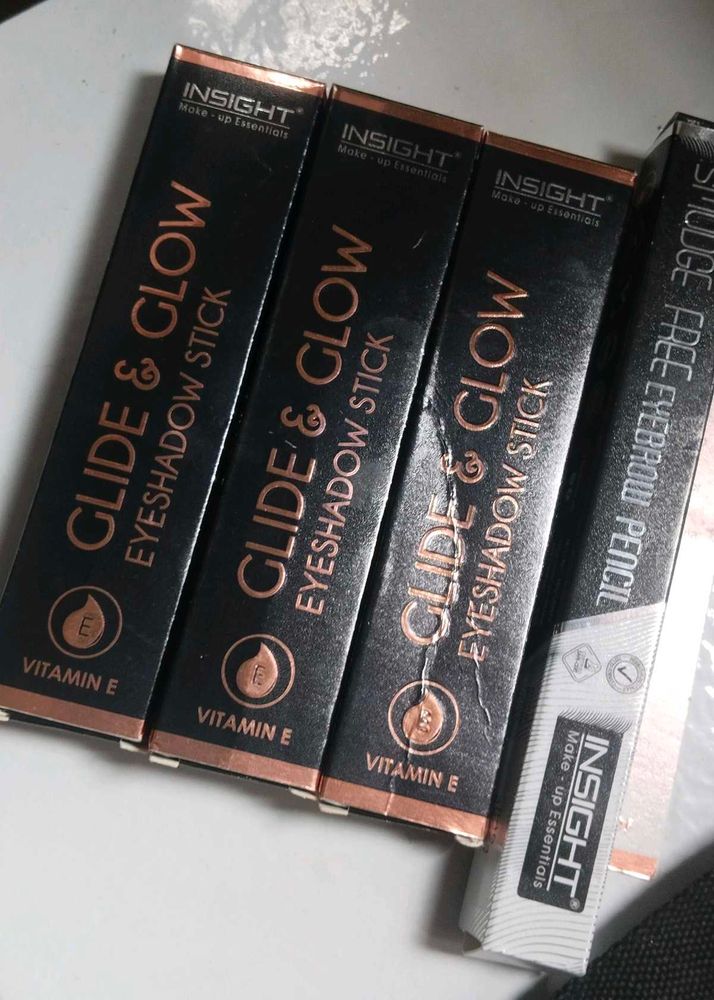 INSIGHT®
Make - up Essentials
GLIDE & GLOW
EYESHADOW STICK
E
VITAMIN E
INSIGHT®
Make - up Essentials
GLIDE & GLOW
EYESHADOW STICK
E
VITAMIN E
INSIGHT®
Make - up Essentials
GLIDE & GLOW
EYESHADOW STICK
VITAMIN E
SMUDGE FREE EYEBROW PENCIL
INSIGHT®
Make - up Essentials